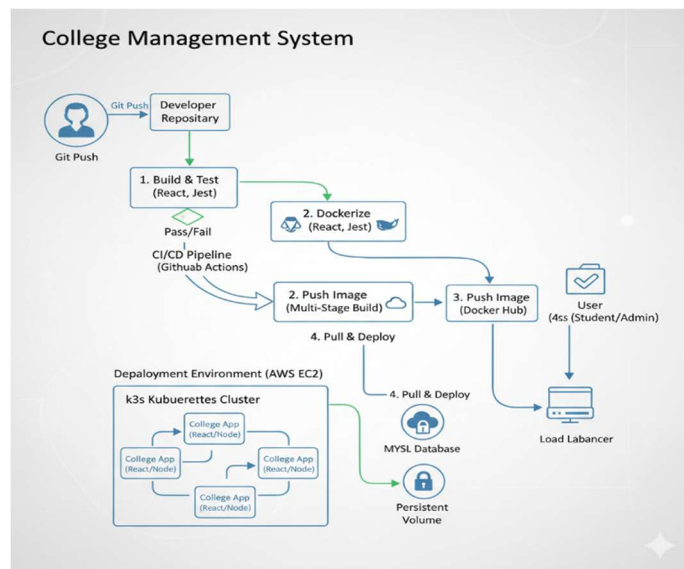 College Management System
Git Push
Developer
Repositary
Git Push
1. Build & Test
(React, Jest)
2. Dockerize
(React, Jest)
Pass/Fail
CI/CD Pipeline
(Githuab Actions)
2. Push Image
(Multi-Stage Build)
3. Push Image
(Docker Hub)
User
(4ss (Student/Admin)
4. Pull & Deploy
Depaloyment Environment (AWS EC2)
k3s Kubuerettes Cluster
College App
(React/Node)
College App
(React/Node)
College App
(React/Node)
College App
(React/Node)
4. Pull & Deploy
MYSL Database
Persistent
Volume
Load Labancer